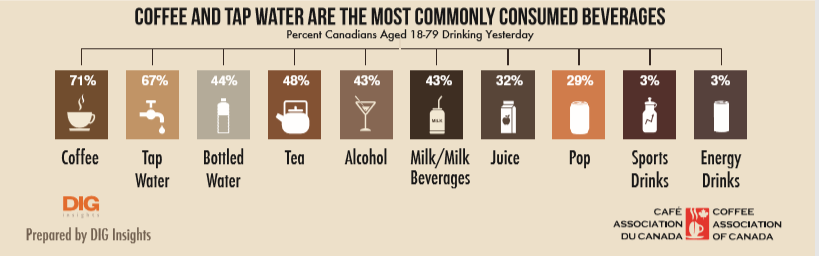 COFFEE AND TAP WATER ARE THE MOST COMMONLY CONSUMED BEVERAGES
Percent Canadians Aged 18-79 Drinking Yesterday
71% 67% 44% 48% 43% 43% 32% 29% 3% 3%
MILK
Coffee Tap Bottled Tea Alcohol Milk/Milk Juice Pop Sports Energy
Water Water Beverages Drinks Drinks
DIG
Insights
Prepared by DIG Insights
CAFÉ COFFEE
ASSOCIATION ASSOCIATION
DU CANADA OF CANADA